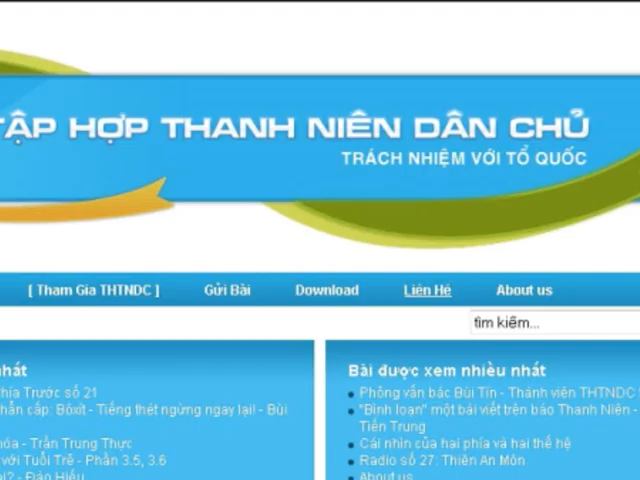 TẬP HỢP THANH NIÊN DÂN CHỦ
TRÁCH NHIỆM VỚI TỔ QUỐC
[ Tham Gia THTNDC ] Gửi Bài Download Liên Hệ About us
tìm kiếm...
nhất
Phía Trước số 21
khẩn cấp: Bôxít - Tiếng thét ngừng ngay lại! - Bùi
hóa - Trần Trung Thực
với Tuổi Trẻ - Phần 3.5, 3.6
? - Đào Hiếu
Bài được xem nhiều nhất
Phỏng vấn bác Bùi Tín - Thành viên THTNDC
"Bình loạn" một bài viết trên báo Thanh Niên -
Tiến Trung
Cái nhìn của hai phía và hai thế hệ
Radio số 27: Thiên An Môn
About us